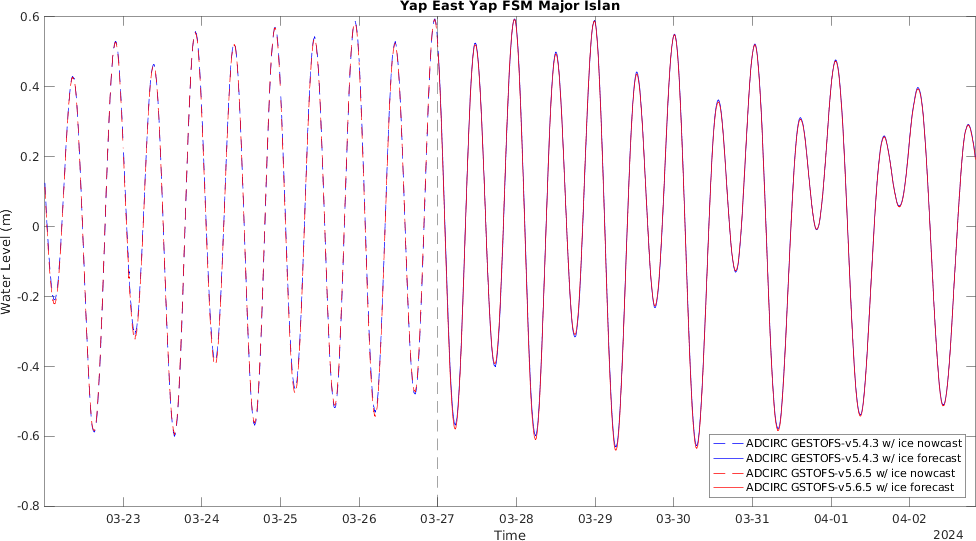 Yap East Yap FSM Major Islan
0.6
0.4
0.2
0
-0.2
-0.4
-0.6
-0.8
Water Level (m)
ADCIRC GESTOFS-v5.4.3 w/ ice nowcast
ADCIRC GESTOFS-v5.4.3 w/ ice forecast
ADCIRC GSTOFS-v5.6.5 w/ ice nowcast
ADCIRC GSTOFS-v5.6.5 w/ ice forecast
03-23 03-24 03-25 03-26 03-27 03-28 03-29 03-30 03-31 04-01 04-02
Time
2024